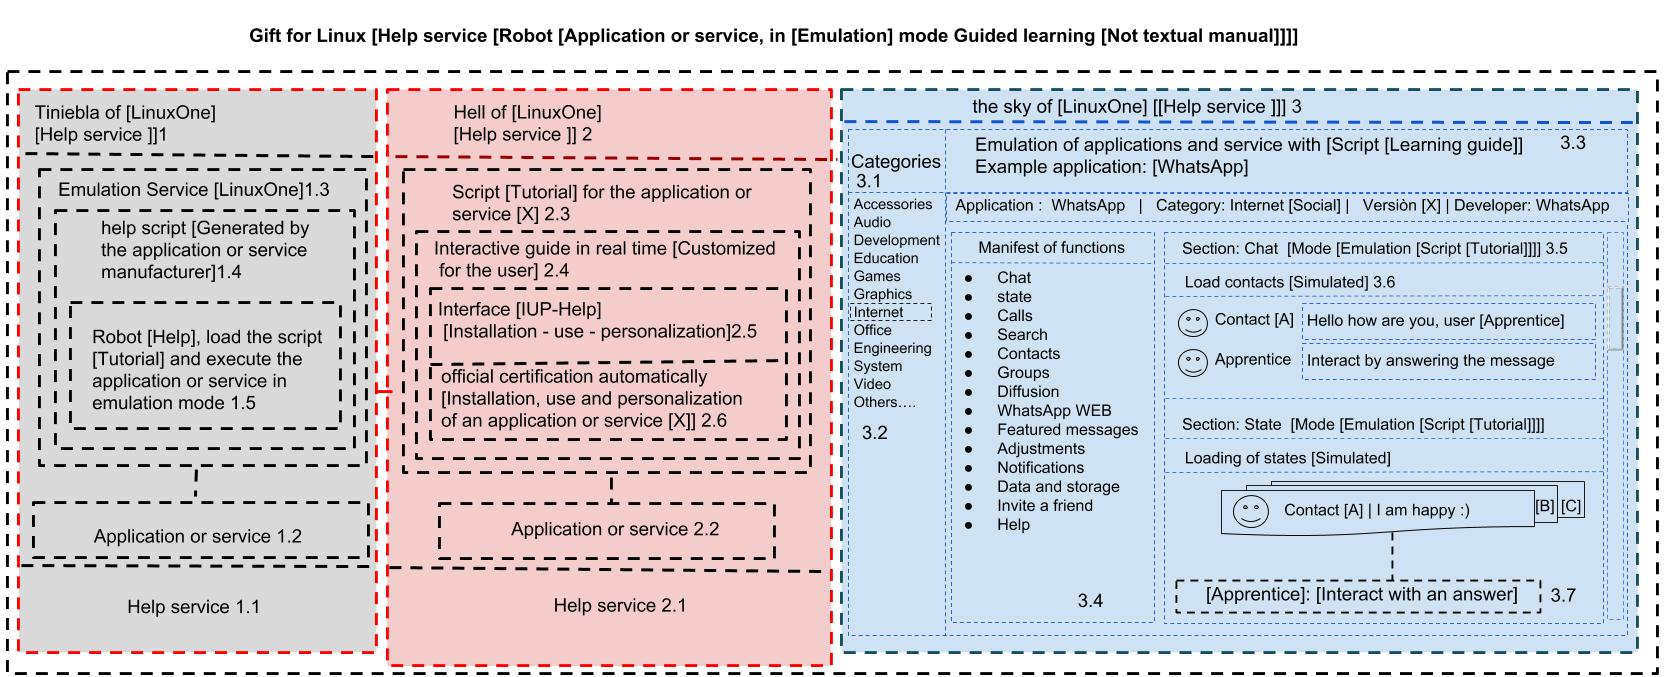 Gift for Linux [Help service [Robot [Application or service, in [Emulation] mode Guided learning [Not textual manual]]]]
Tiniebla of [LinuxOne]
[Help service ]]1
Emulation Service [LinuxOne]1.3
help script [Generated by
the application or service
manufacturer]1.4
Robot [Help], load the script
[Tutorial] and execute the
application or service in
emulation mode 1.5
Application or service 1.2
Help service 1.1
Hell of [LinuxOne]
[Help service ]] 2
Script [Tutorial] for the application or
service [X] 2.3
Interactive guide in real time [Customized
for the user] 2.4
Interface [IUP-Help]
[Installation - use - personalization]2.5
official certification automatically
[Installation, use and personalization
of an application or service [X]] 2.6
Application or service 2.2
Help service 2.1
the sky of [LinuxOne] [[Help service ]]] 3
Categories
3.1
Accessories
Audio
Development
Education
Games
Graphics
Internet
Office
Engineering
System
Video
Others....
3.2
Emulation of applications and service with [Script [Learning guide]] 3.3
Example application: [WhatsApp]
Application : WhatsApp | Category: Internet [Social] | Versiòn [X] | Developer: WhatsApp
Manifest of functions
● Chat
● state
● Calls
● Search
● Contacts
● Groups
● Diffusion
● WhatsApp WEB
● Featured messages
● Adjustments
● Notifications
● Data and storage
● Invite a friend
● Help
3.4
Section: Chat [Mode [Emulation [Script [Tutorial]]]] 3.5
Load contacts [Simulated] 3.6
Contact [A] Hello how are you, user [Apprentice]
Apprentice Interact by answering the message
Section: State [Mode [Emulation [Script [Tutorial]]]]
Loading of states [Simulated]
Contact [A] | I am happy :) [B] [C]
[Apprentice]: [Interact with an answer] 3.7